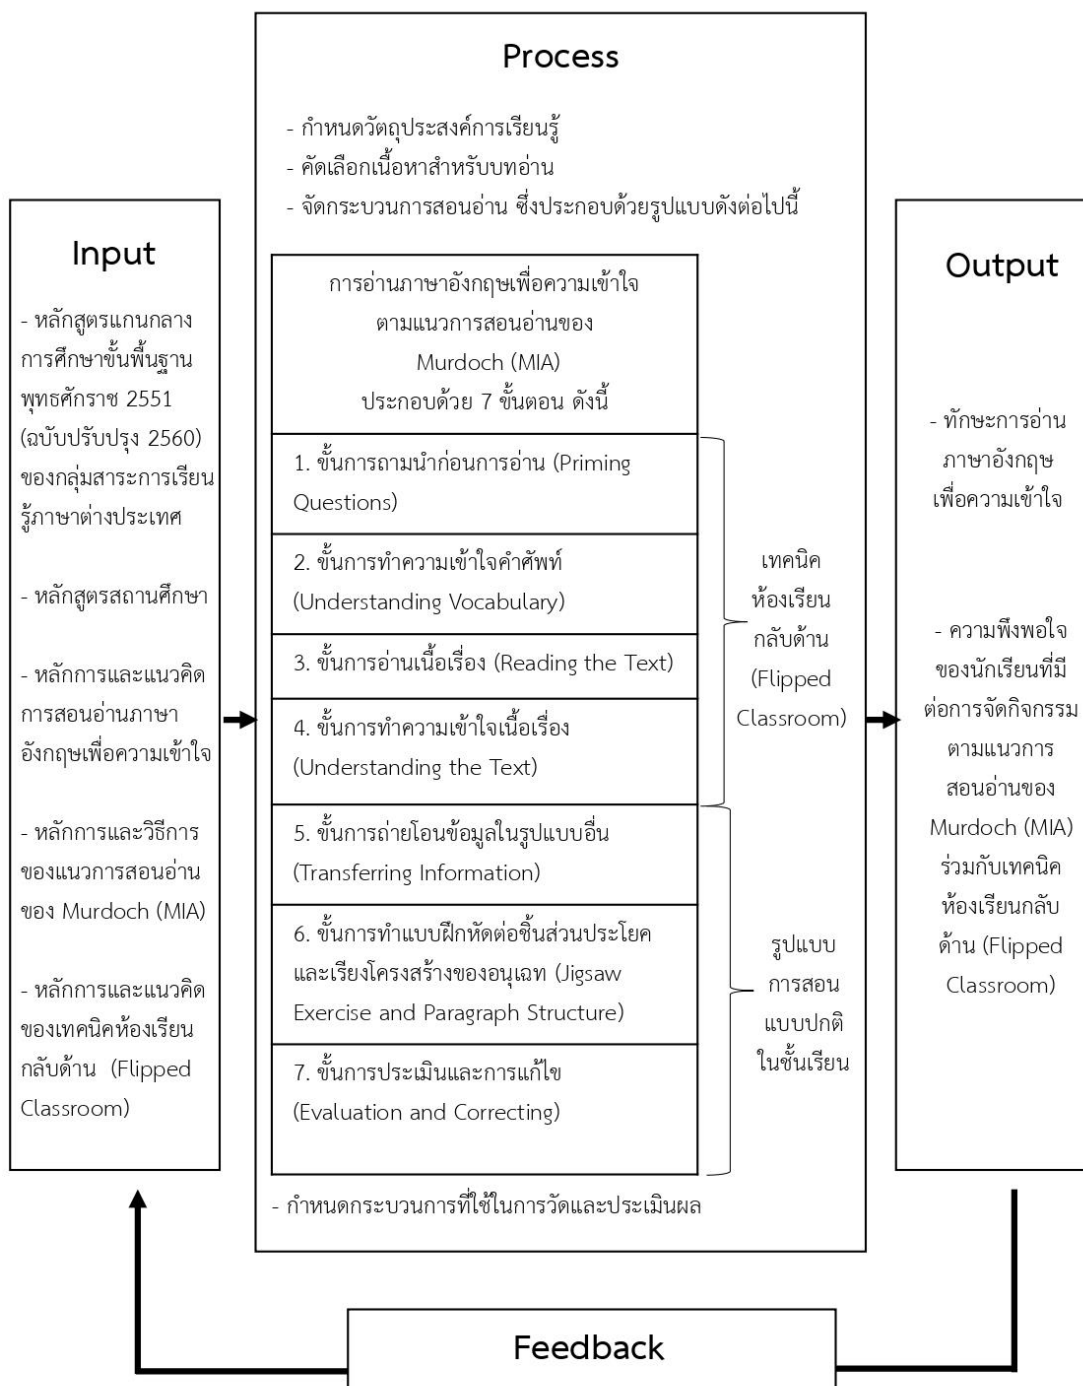 Input
- หลักสูตรแกนกลาง
การศึกษาขั้นพื้นฐาน
พุทธศักราช 2551
(ฉบับปรับปรุง 2560)
ของกลุ่มสาระการเรียน
รู้ภาษาต่างประเทศ
- หลักสูตรสถานศึกษา
- หลักการและแนวคิด
การสอนอ่านภาษา
อังกฤษเพื่อความเข้าใจ
- หลักการและวิธีการ
ของแนวการสอนอ่าน
ของ Murdoch (MIA)
- หลักการและแนวคิด
ของเทคนิคห้องเรียน
กลับด้าน (Flipped
Classroom)
Process
- กำหนดวัตถุประสงค์การเรียนรู้
- คัดเลือกเนื้อหาสำหรับบทอ่าน
- จัดกระบวนการสอนอ่าน ซึ่งประกอบด้วยรูปแบบดังต่อไปนี้
การอ่านภาษาอังกฤษเพื่อความเข้าใจ
ตามแนวการสอนอ่านของ
Murdoch (MIA)
ประกอบด้วย 7 ขั้นตอน ดังนี้
1. ขั้นการถามนำก่อนการอ่าน (Priming
Questions)
2. ขั้นการทำความเข้าใจคำศัพท์
(Understanding Vocabulary)
3. ขั้นการอ่านเนื้อเรื่อง (Reading the Text)
4. ขั้นการทำความเข้าใจเนื้อเรื่อง
(Understanding the Text)
เทคนิค
ห้องเรียน
กลับด้าน
(Flipped
Classroom)
5. ขั้นการถ่ายโอนข้อมูลในรูปแบบอื่น
(Transferring Information)
6. ขั้นการทำแบบฝึกหัดต่อชิ้นส่วนประโยค
และเรียงโครงสร้างของอนุเฉท (Jigsaw
Exercise and Paragraph Structure)
7. ขั้นการประเมินและการแก้ไข
(Evaluation and Correcting)
รูปแบบ
การสอน
แบบปกติ
ในชั้นเรียน
- กำหนดกระบวนการที่ใช้ในการวัดและประเมินผล
Output
- ทักษะการอ่าน
ภาษาอังกฤษ
เพื่อความเข้าใจ
- ความพึงพอใจ
ของนักเรียนที่มี
ต่อการจัดกิจกรรม
ตามแนวการ
สอนอ่านของ
Murdoch (MIA)
ร่วมกับเทคนิค
ห้องเรียนกลับ
ด้าน (Flipped
Classroom)
Feedback